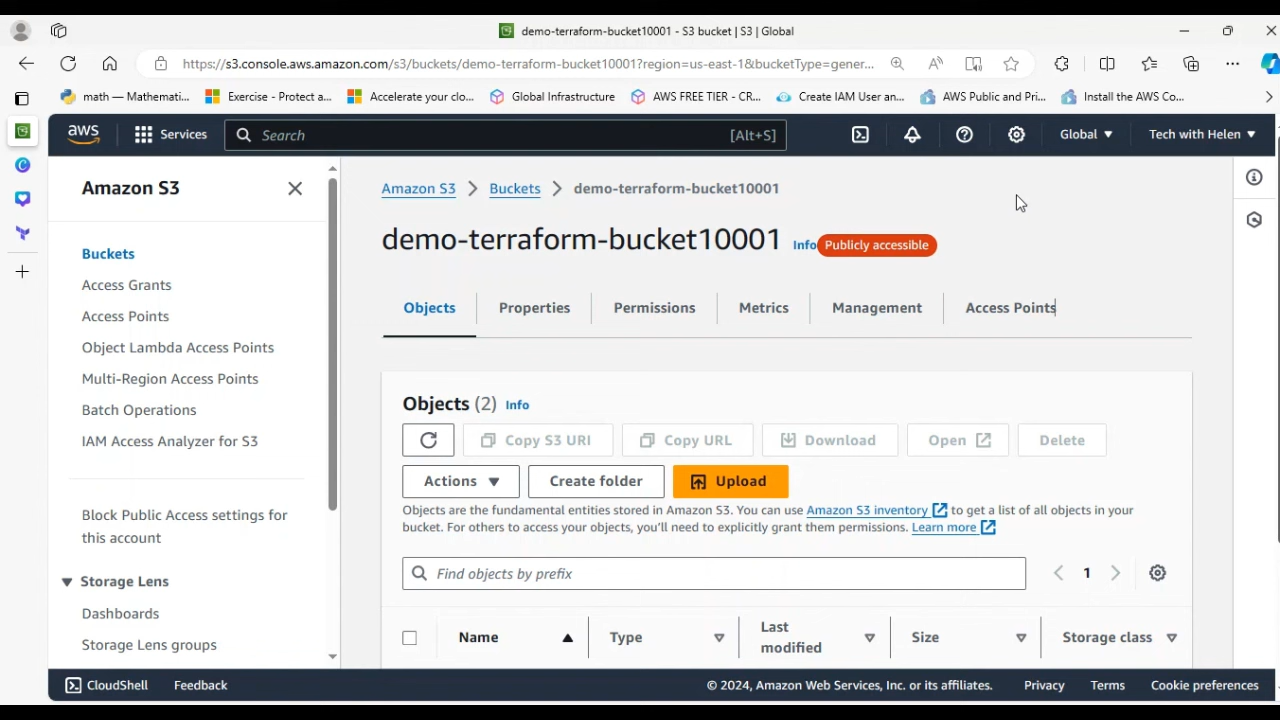 demo-terraform-bucket10001 - S3 bucket | S3 | Global
https://s3.console.aws.amazon.com/s3/buckets/demo-terraform-bucket10001?region=us-east-1&bucketType=gener...
math — Mathemati... Exercise - Protect a... Accelerate your clo... Global Infrastructure AWS FREE TIER - CR... Create IAM User an... AWS Public and Pri... Install the AWS Co...
aws Services Search [Alt+S] Global Tech with Helen
Amazon S3
Buckets
Access Grants
Access Points
Object Lambda Access Points
Multi-Region Access Points
Batch Operations
IAM Access Analyzer for S3
Block Public Access settings for
this account
Storage Lens
Dashboards
Storage Lens groups
Amazon S3 > Buckets > demo-terraform-bucket10001
demo-terraform-bucket10001 Info Publicly accessible
Objects Properties Permissions Metrics Management Access Points
Objects (2) Info
Copy S3 URI Copy URL Download Open Delete
Actions Create folder Upload
Objects are the fundamental entities stored in Amazon S3. You can use Amazon S3 inventory to get a list of all objects in your
bucket. For others to access your objects, you'll need to explicitly grant them permissions. Learn more
Find objects by prefix
1
Name Type Last modified Size Storage class
CloudShell Feedback © 2024, Amazon Web Services, Inc. or its affiliates. Privacy Terms Cookie preferences